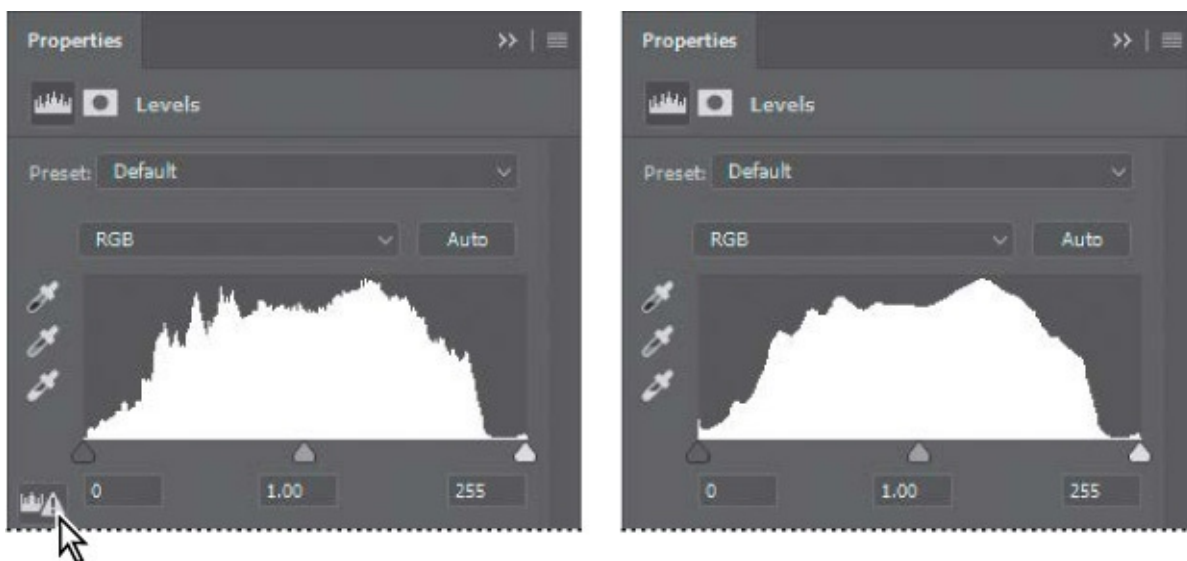 Properties
Levels
Preset: Default
RGB
Auto
0
1.00
255
Properties
Levels
Preset: Default
RGB
Auto
0
1.00
255